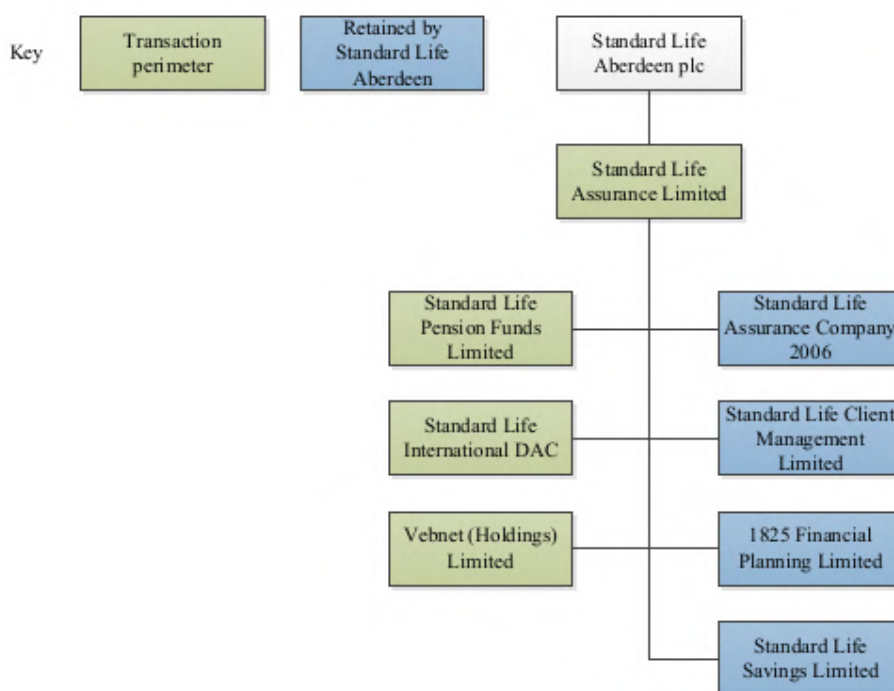 Key
Transaction
perimeter
Retained by
Standard Life
Aberdeen
Standard Life
Aberdeen plc
Standard Life
Assurance Limited
Standard Life
Pension Funds
Limited
Standard Life
Assurance Company
2006
Standard Life
International DAC
Standard Life Client
Management
Limited
Vebnet (Holdings)
Limited
1825 Financial
Planning Limited
Standard Life
Savings Limited